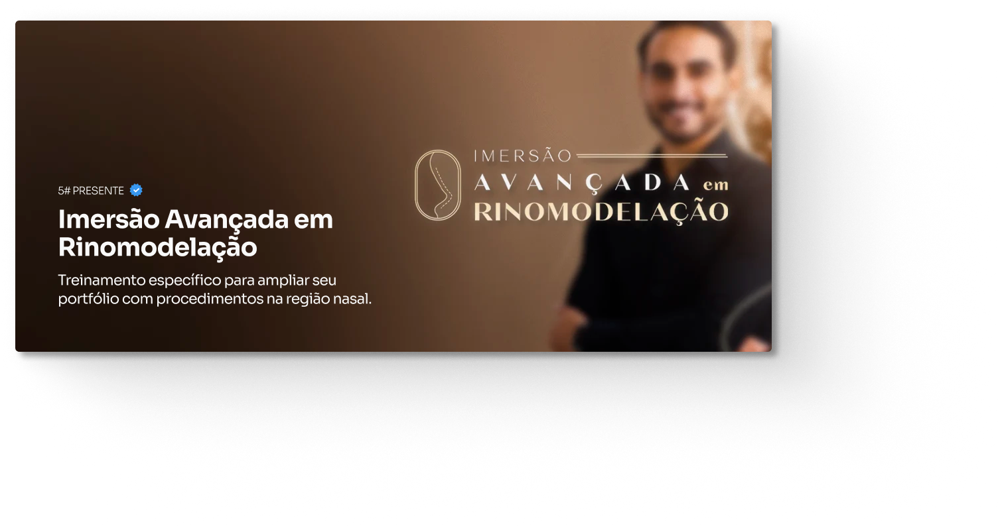 5# PRESENTE
Imersão Avançada em
Rinomodelação
Treinamento específico para ampliar seu
portfólio com procedimentos na região nasal.
IMERSÃO
AVANÇADA em
RINOMODELAÇÃO